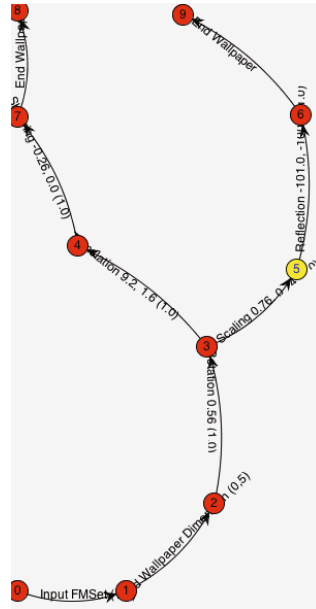 8
9
End Wallpaper
End Wallp
7
6
-0.26, 0.0 (1.0)
Reflection -101.0,
4
5
9.2, 1.6 (1.0)
Scaling 0.76
3
0.56 (1.0)
2
Wallpaper (0,5)
0
Input FMSet
1